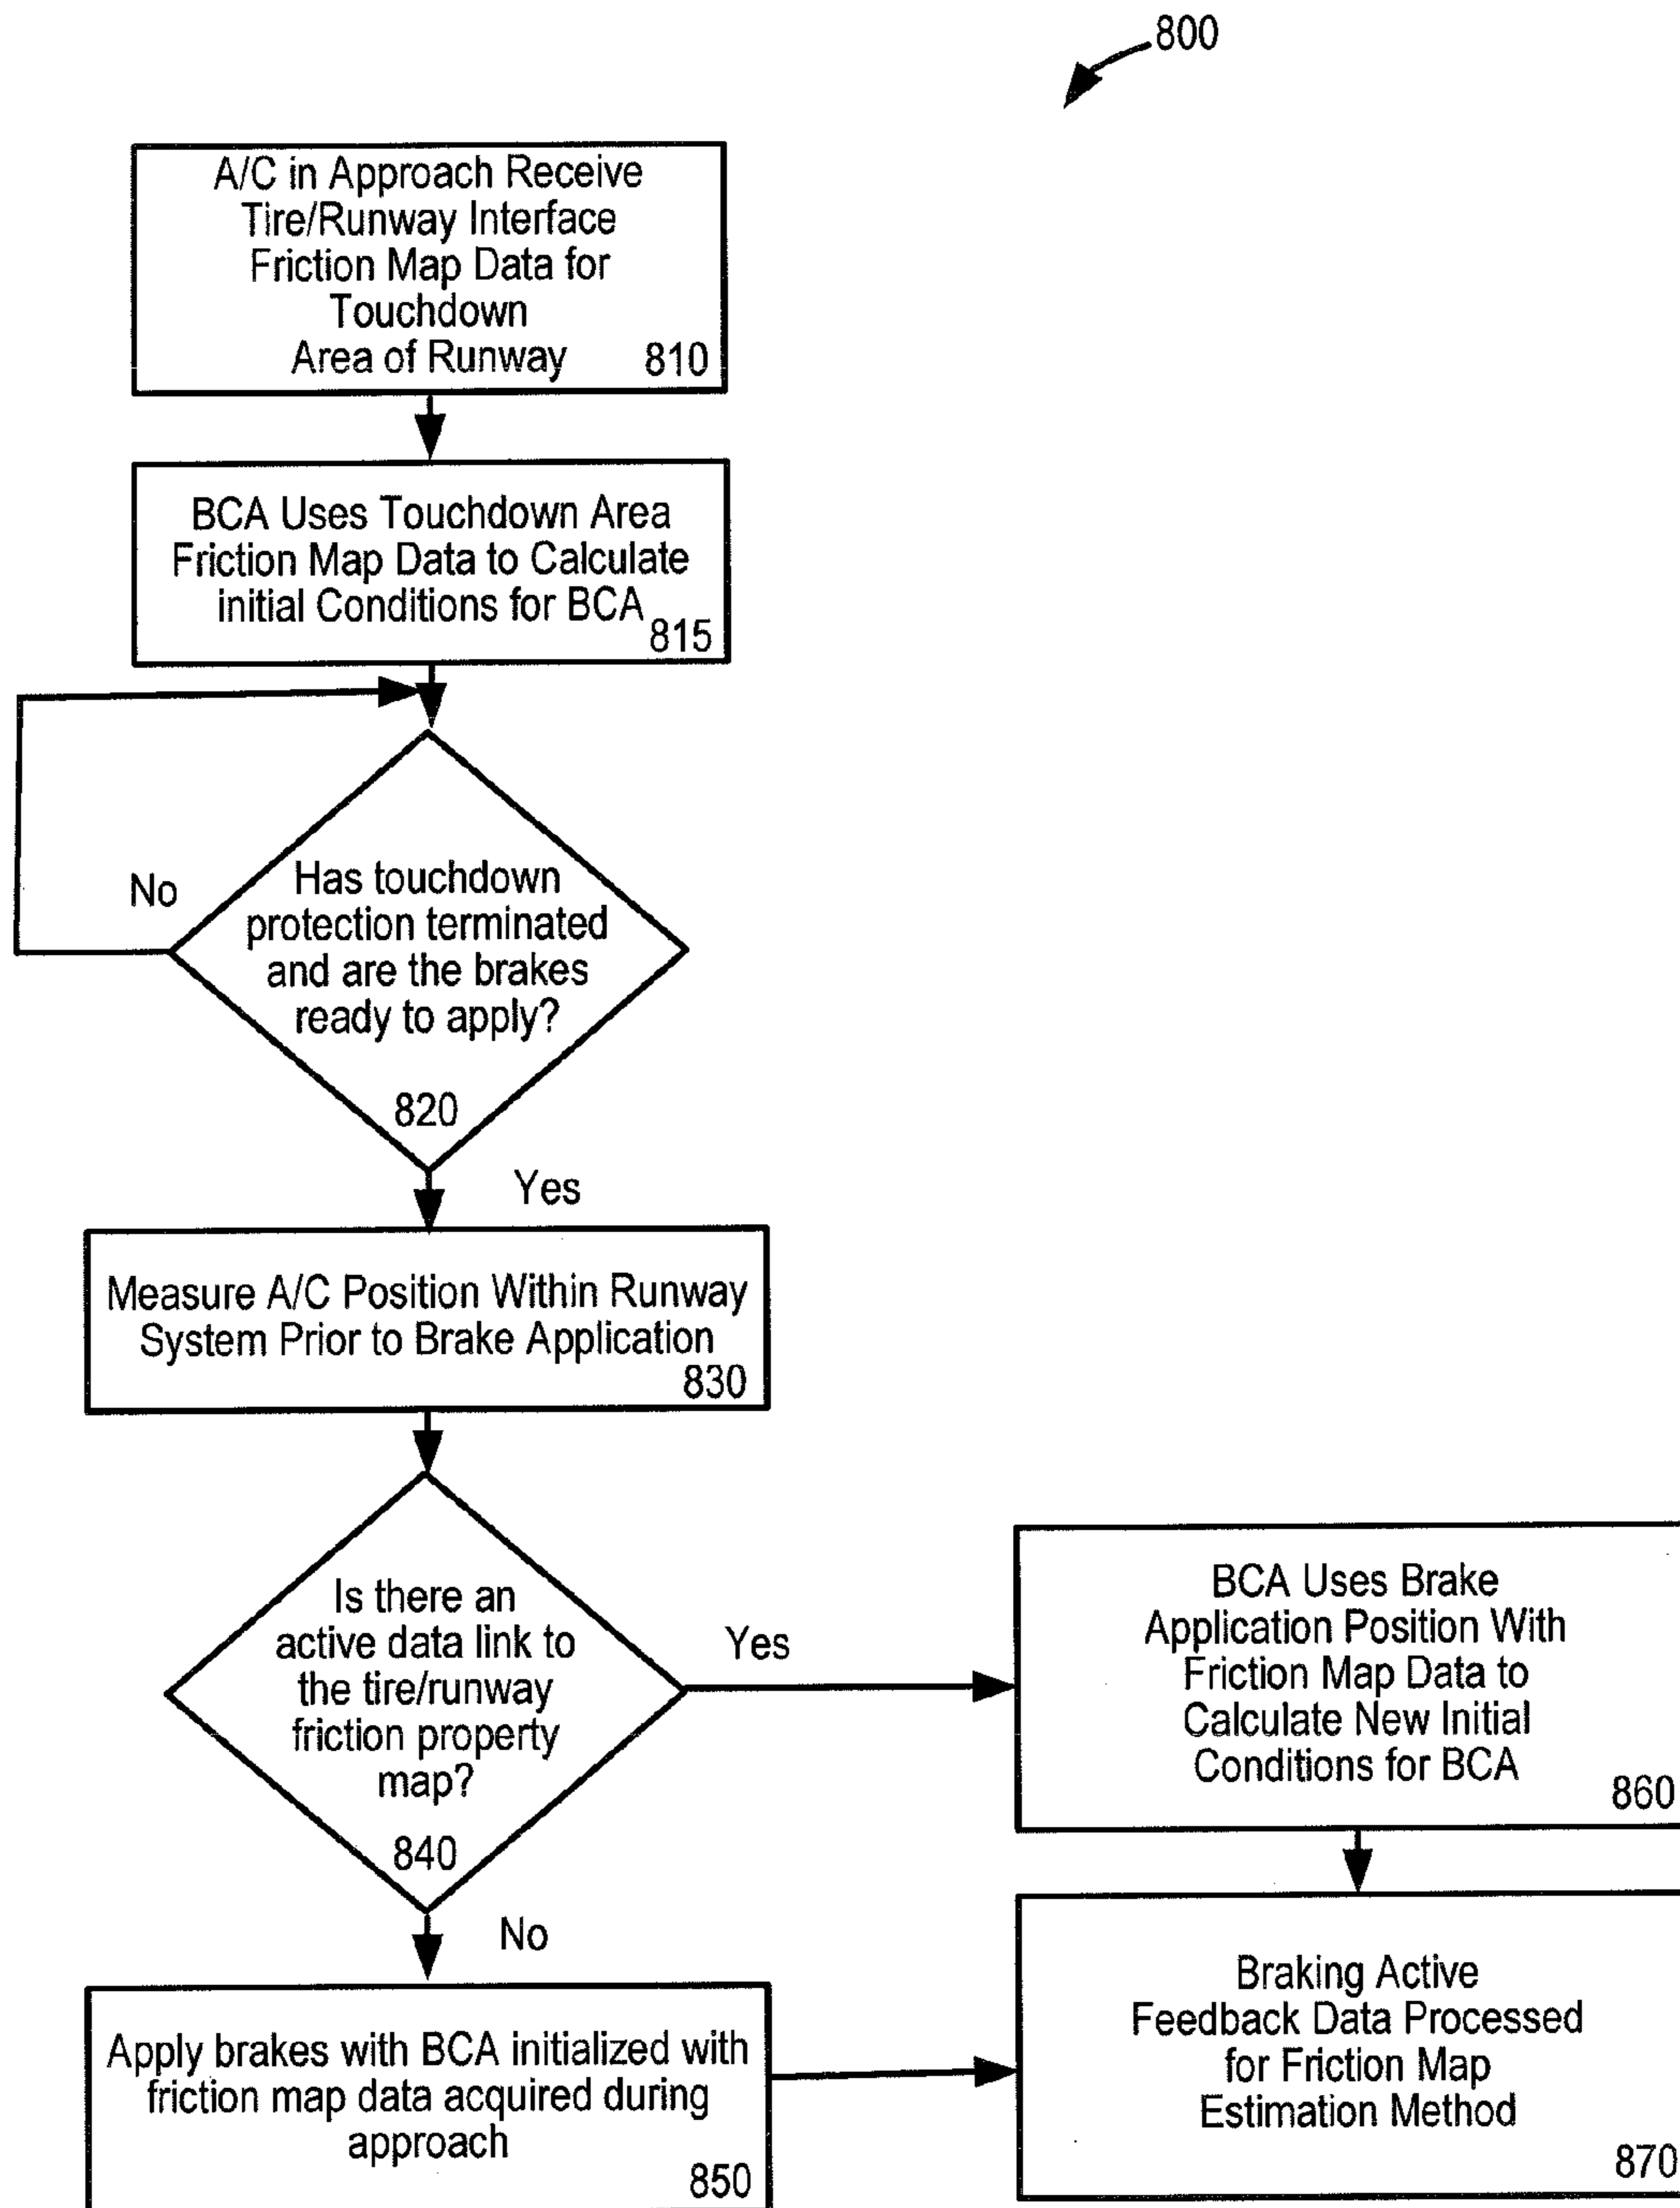 800
A/C in Approach Receive
Tire/Runway Interface
Friction Map Data for
Touchdown
Area of Runway 810
BCA Uses Touchdown Area
Friction Map Data to Calculate
initial Conditions for BCA
815
No
Has touchdown
protection terminated
and are the brakes
ready to apply?
820
Yes
Measure A/C Position Within Runway
System Prior to Brake Application
830
Is there an
active data link to
the tire/runway
friction property
map?
840
Yes
No
BCA Uses Brake
Application Position With
Friction Map Data to
Calculate New Initial
Conditions for BCA
860
Apply brakes with BCA initialized with
friction map data acquired during
approach
850
Braking Active
Feedback Data Processed
for Friction Map
Estimation Method
870